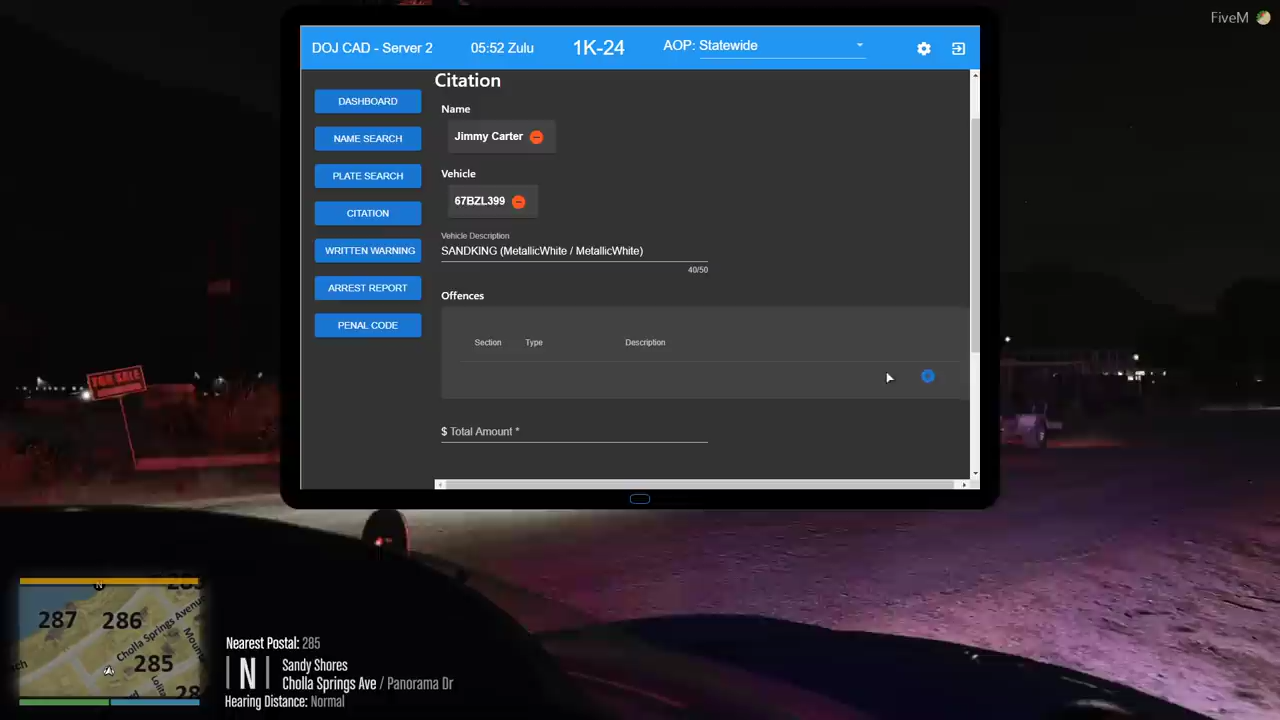 FiveM
DOJ CAD - Server 2
05:52 Zulu
1K-24
AOP: Statewide
DASHBOARD
NAME SEARCH
PLATE SEARCH
CITATION
WRITTEN WARNING
ARREST REPORT
PENAL CODE
Citation
Name
Jimmy Carter
Vehicle
67BZL399
Vehicle Description
SANDKING (MetallicWhite / MetallicWhite)
40/50
Offences
Section Type Description
$ Total Amount *
FOR SALE
287 286
Cholla Springs Avenue
285
Nearest Postal: 285
N
Sandy Shores
Cholla Springs Ave / Panorama Dr
Hearing Distance: Normal